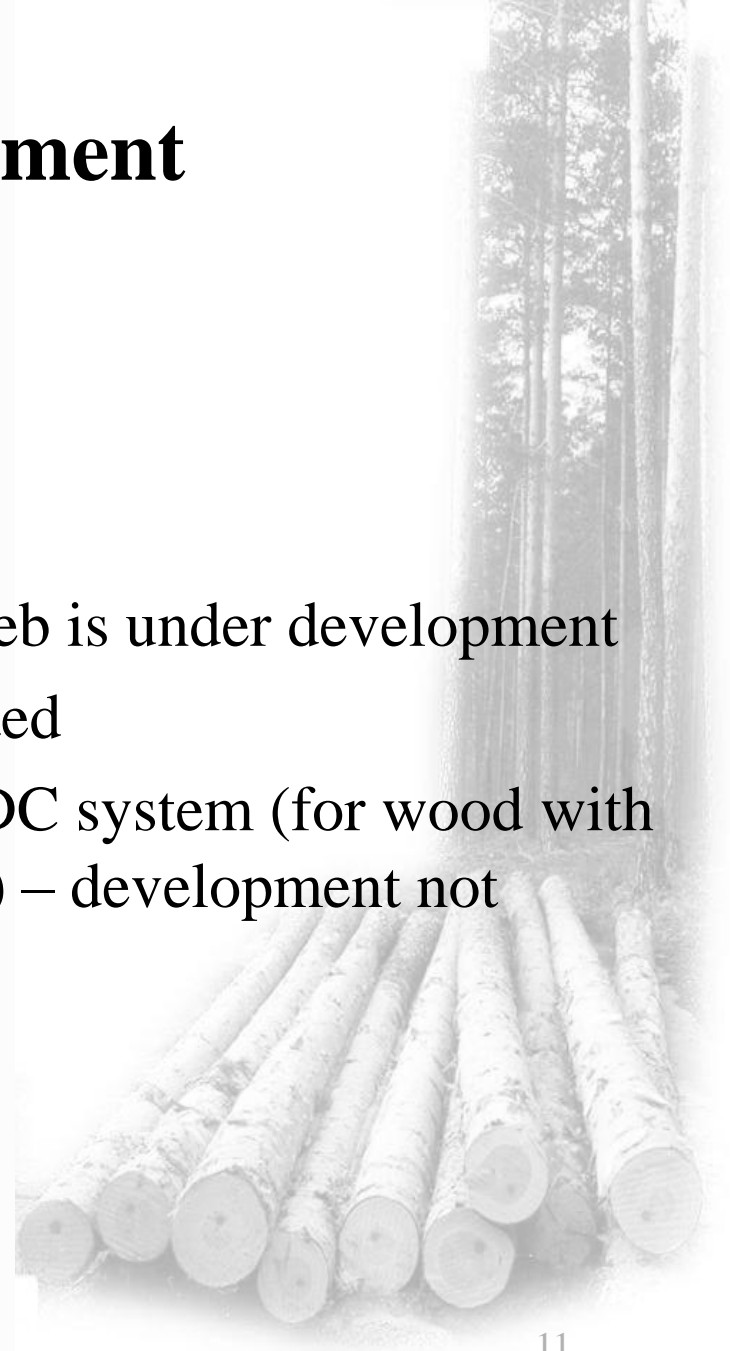 ment
eb is under development
ed
DC system (for wood with
) – development not
11